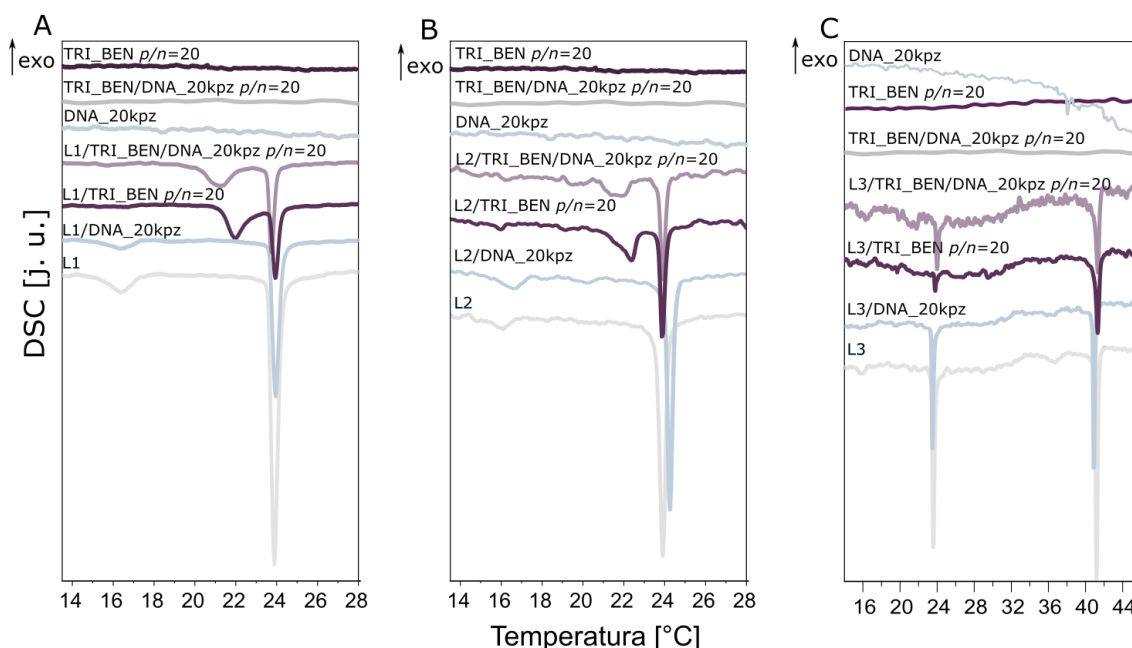 A
exo
TRI_BEN p/n=20
TRI_BEN/DNA_20kpz p/n=20
DNA_20kpz
L1/TRI_BEN/DNA_20kpz p/n=20
L1/TRI_BEN p/n=20
L1/DNA_20kpz
L1
DSC [j. u.]
14 16 18 20 22 24 26 28
B
exo
TRI_BEN p/n=20
TRI_BEN/DNA_20kpz p/n=20
DNA_20kpz
L2/TRI_BEN/DNA_20kpz p/n=20
L2/TRI_BEN p/n=20
L2/DNA_20kpz
L2
14 16 18 20 22 24 26 28
Temperatura [°C]
C
exo
DNA_20kpz
TRI_BEN p/n=20
TRI_BEN/DNA_20kpz p/n=20
L3/TRI_BEN/DNA_20kpz p/n=20
L3/TRI_BEN p/n=20
L3/DNA_20kpz
L3
16 20 24 28 32 36 40 44